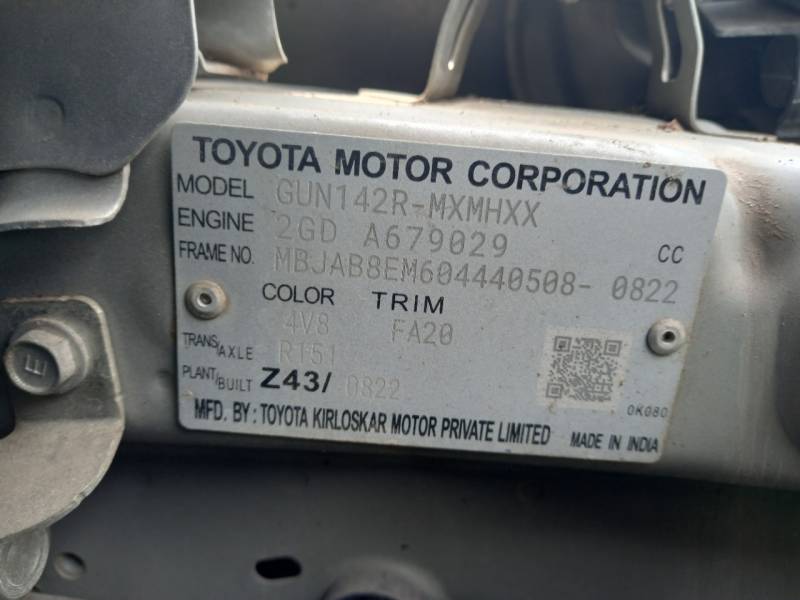 TOYOTA MOTOR CORPORATION
MODEL GUN142R-MXMHXX
ENGINE 2GD A679029 CC
FRAME NO. MBJAB8EM604440508- 0822
COLOR TRIM
4V8 FA20
TRANS/AXLE R151
PLANT/BUILT Z43/ 0822
0K080
MFD. BY : TOYOTA KIRLOSKAR MOTOR PRIVATE LIMITED MADE IN INDIA
E